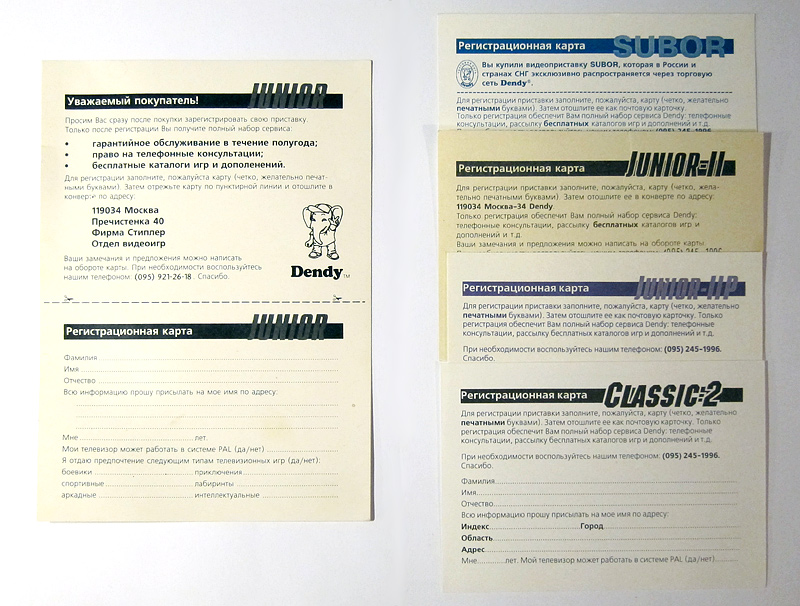 JUNIOR
Уважаемый покупатель!
Просим Вас сразу после покупки зарегистрировать свою приставку.
Только после регистрации Вы получите полный набор сервиса:
• гарантийное обслуживание в течение полугода;
• право на телефонные консультации;
• бесплатные каталоги игр и дополенений.
Для регистрации заполните, пожалуйста карту (четко, желательно печат-
ными буквами). Затем отрежьте карту по пунктирной линии и отошлите в
конверте по адресу:
119034 Москва
Пречистенка 40
Фирма Стиплер
Отдел видеоигр
Ваши замечания и предложения можно написать
на обороте карты. При необходимости воспользуйтесь
нашим телефоном: (095) 921-26-18. Спасибо.
Dendy TM
JUNIOR
Регистрационная карта
Фамилия
Имя
Отчество
Всю информацию прошу присылать на мое имя по адресу:
Мне лет.
Мой телевизор может работать в системе PAL (да/нет)
Я отдаю предпочтение следующим типам телевизионных игр (да/нет):
боевики приключения
спортивные лабиринты
аркадные интеллектуальные
Регистрационная карта SUBOR
Вы купили видеоприставку SUBOR, которая в России и
странах СНГ эксклюзивно распространяется через торговую
сеть Dendy®.
Для регистрации приставки заполните, пожалуйста, карту (четко, желательно
печатными буквами). Затем отошлите ее как почтовую карточку.
Только регистрация обеспечит Вам полный набор сервиса Dendy: телефонные
консультации, рассылку бесплатных каталогов игр и дополнений и т.д.
(095) 245-1996
Регистрационная карта JUNIOR-II
Для регистрации приставки заполните, пожалуйста, карту (четко, жела-
тельно печатными буквами). Затем отошлите ее в конверте по адресу:
119034 Москва-34 Dendy
Только регистрация обеспечит Вам полный набор сервиса Dendy:
телефонные консультации, рассылку бесплатных каталогов игр и
дополнений и т.д.
Ваши замечания и предложения можно написать на обороте карты.
Регистрационная карта JUNIOR-IIP
Для регистрации приставки заполните, пожалуйста, карту (четко, желательно
печатными буквами). Затем отошлите ее как почтовую карточку. Только
регистрация обеспечит Вам полный набор сервиса Dendy: телефонные
консультации, рассылку бесплатных каталогов игр и дополнений и т.д.
При необходимости воспользуйтесь нашим телефоном: (095) 245-1996.
Спасибо.
Регистрационная карта CLASSIC-2
Для регистрации приставки заполните, пожалуйста, карту (четко, желательно
печатными буквами). Затем отошлите ее как почтовую карточку. Только
регистрация обеспечит Вам полный набор сервиса Dendy: телефонные
консультации, рассылку бесплатных каталогов игр и дополнений и т.д.
При необходимости воспользуйтесь нашим телефоном: (095) 245-1996.
Спасибо.
Фамилия
Имя
Отчество
Всю информацию прошу присылать на мое имя по адресу:
Индекс Город
Область
Адрес
Мне лет. Мой телевизор может работать в системе PAL (да/нет)